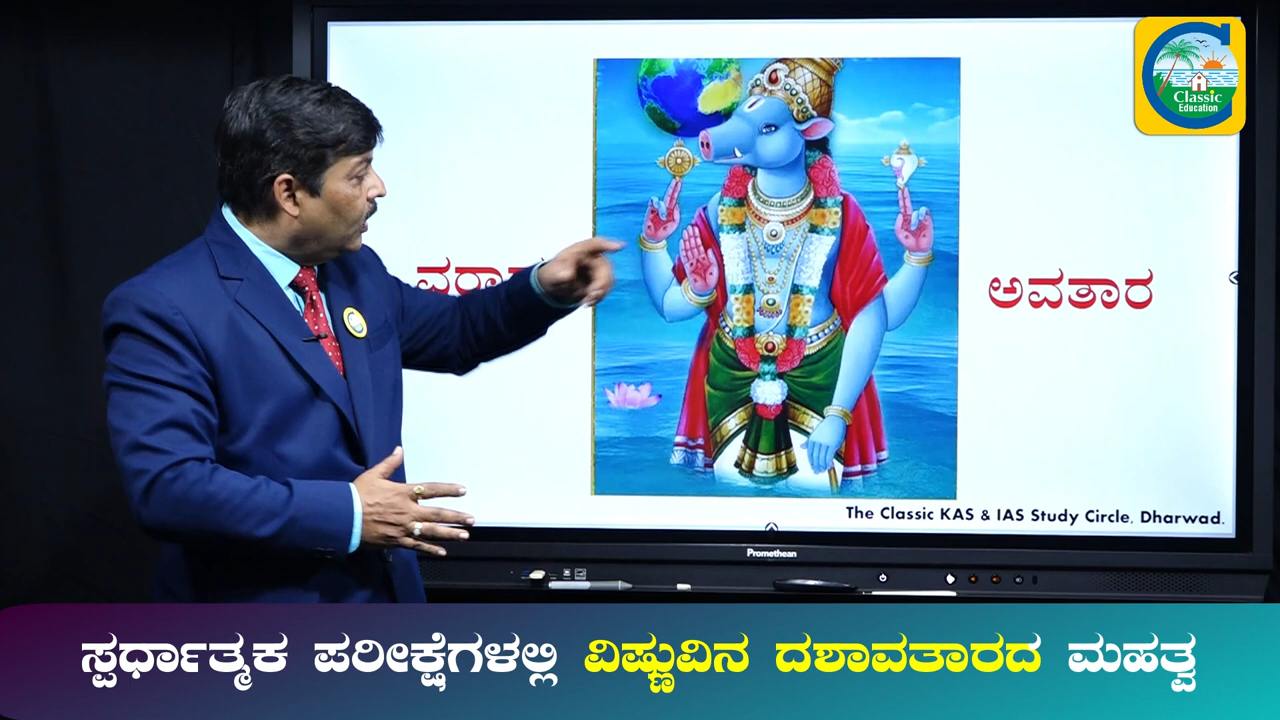 Classic
Education
ಅವತಾರ
The Classic KAS & IAS Study Circle, Dharwad.
Promethean
ಸ್ಪರ್ಧಾತ್ಮಕ ಪರೀಕ್ಷೆಗಳಲ್ಲಿ ವಿಷ್ಣುವಿನ ದಶಾವತಾರದ ಮಹತ್ವ